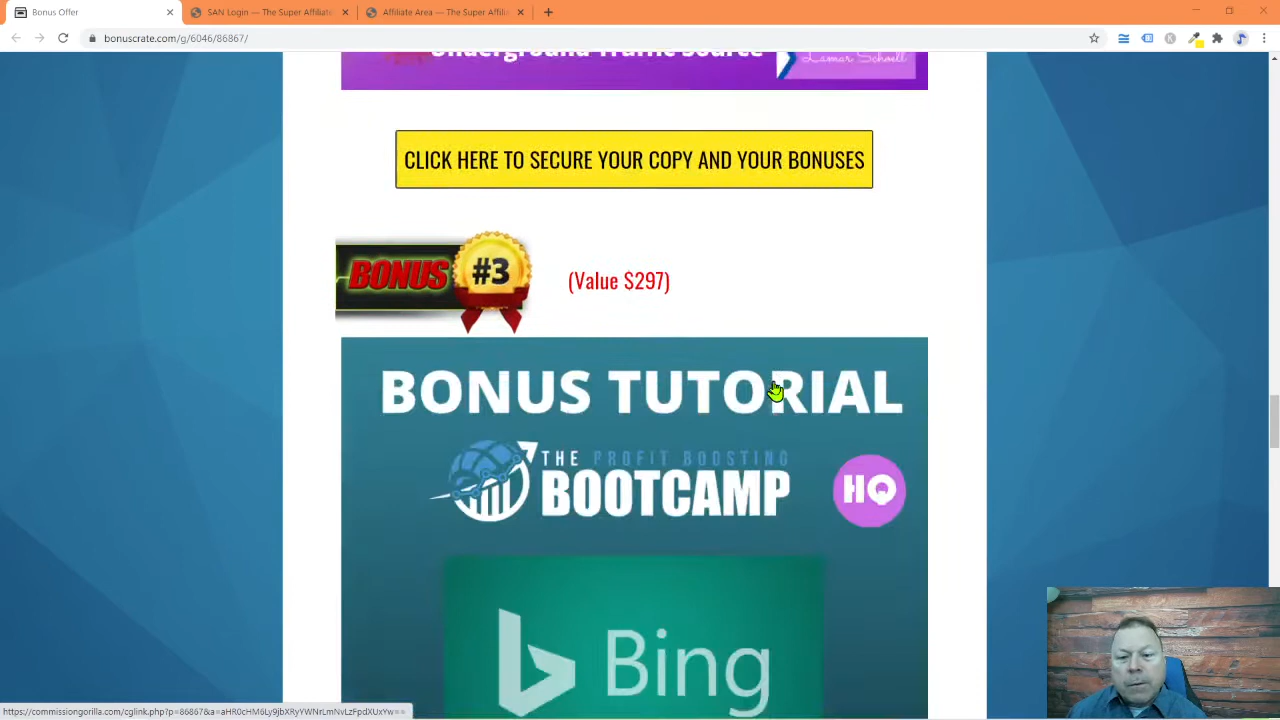 Bonus Offer
SAN Login — The Super Affiliate
Affiliate Area — The Super Affili
bonuscrate.com/g/6046/86867/
Underground Traffic Source
Lamar Schoell
CLICK HERE TO SECURE YOUR COPY AND YOUR BONUSES
BONUS #3
(Value $297)
BONUS TUTORIAL
THE PROFIT BOOSTING
BOOTCAMP
HQ
Bing